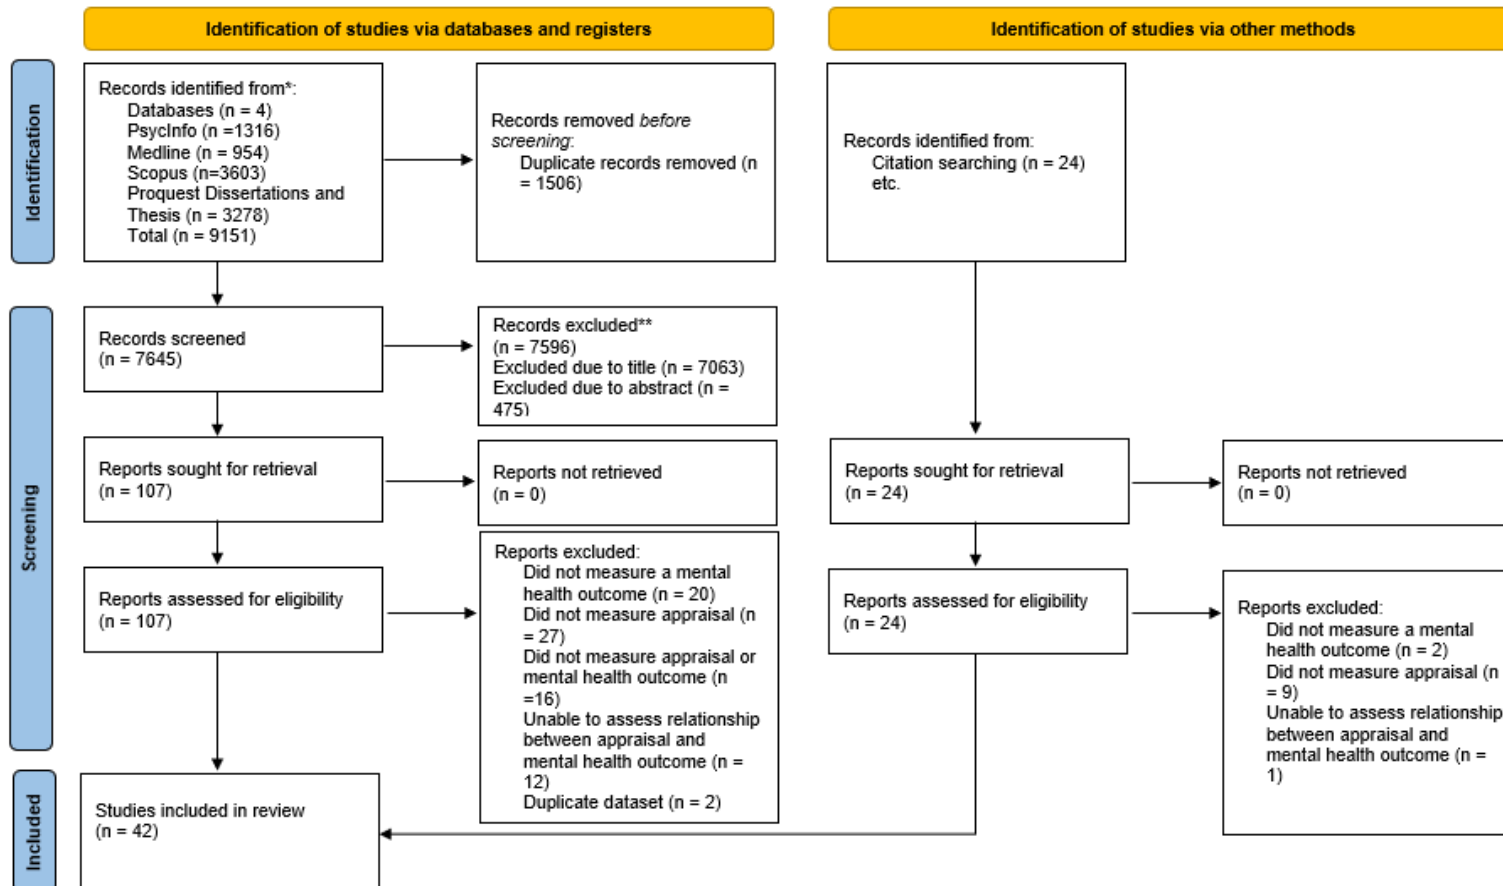 Identification of studies via databases and registers
Identification of studies via other methods
Identification
Records identified from*:
Databases (n = 4)
PsycInfo (n =1316)
Medline (n = 954)
Scopus (n=3603)
Proquest Dissertations and
Thesis (n = 3278)
Total (n = 9151)
Records removed before
screening:
Duplicate records removed (n
= 1506)
Records identified from:
Citation searching (n = 24)
etc.
Screening
Records screened
(n = 7645)
Records excluded**
(n = 7596)
Excluded due to title (n = 7063)
Excluded due to abstract (n =
475)
Reports sought for retrieval
(n = 107)
Reports not retrieved
(n = 0)
Reports sought for retrieval
(n = 24)
Reports not retrieved
(n = 0)
Reports assessed for eligibility
(n = 107)
Reports excluded:
Did not measure a mental
health outcome (n = 20)
Did not measure appraisal (n
= 27)
Did not measure appraisal or
mental health outcome (n
=16)
Unable to assess relationship
between appraisal and
mental health outcome (n =
12)
Duplicate dataset (n = 2)
Reports assessed for eligibility
(n = 24)
Reports excluded:
Did not measure a mental
health outcome (n = 2)
Did not measure appraisal (n
= 9)
Unable to assess relationship
between appraisal and
mental health outcome (n =
1)
Included
Studies included in review
(n = 42)